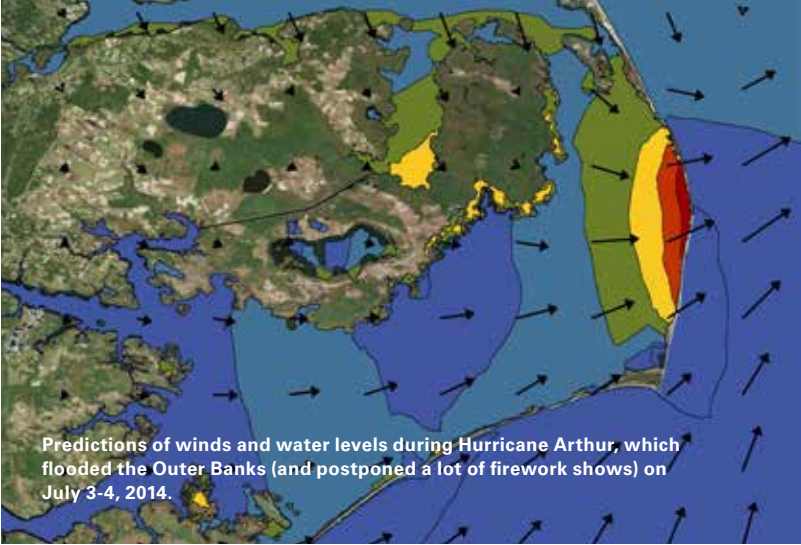 Predictions of winds and water levels during Hurricane Arthur, which
flooded the Outer Banks (and postponed a lot of firework shows) on
July 3-4, 2014.